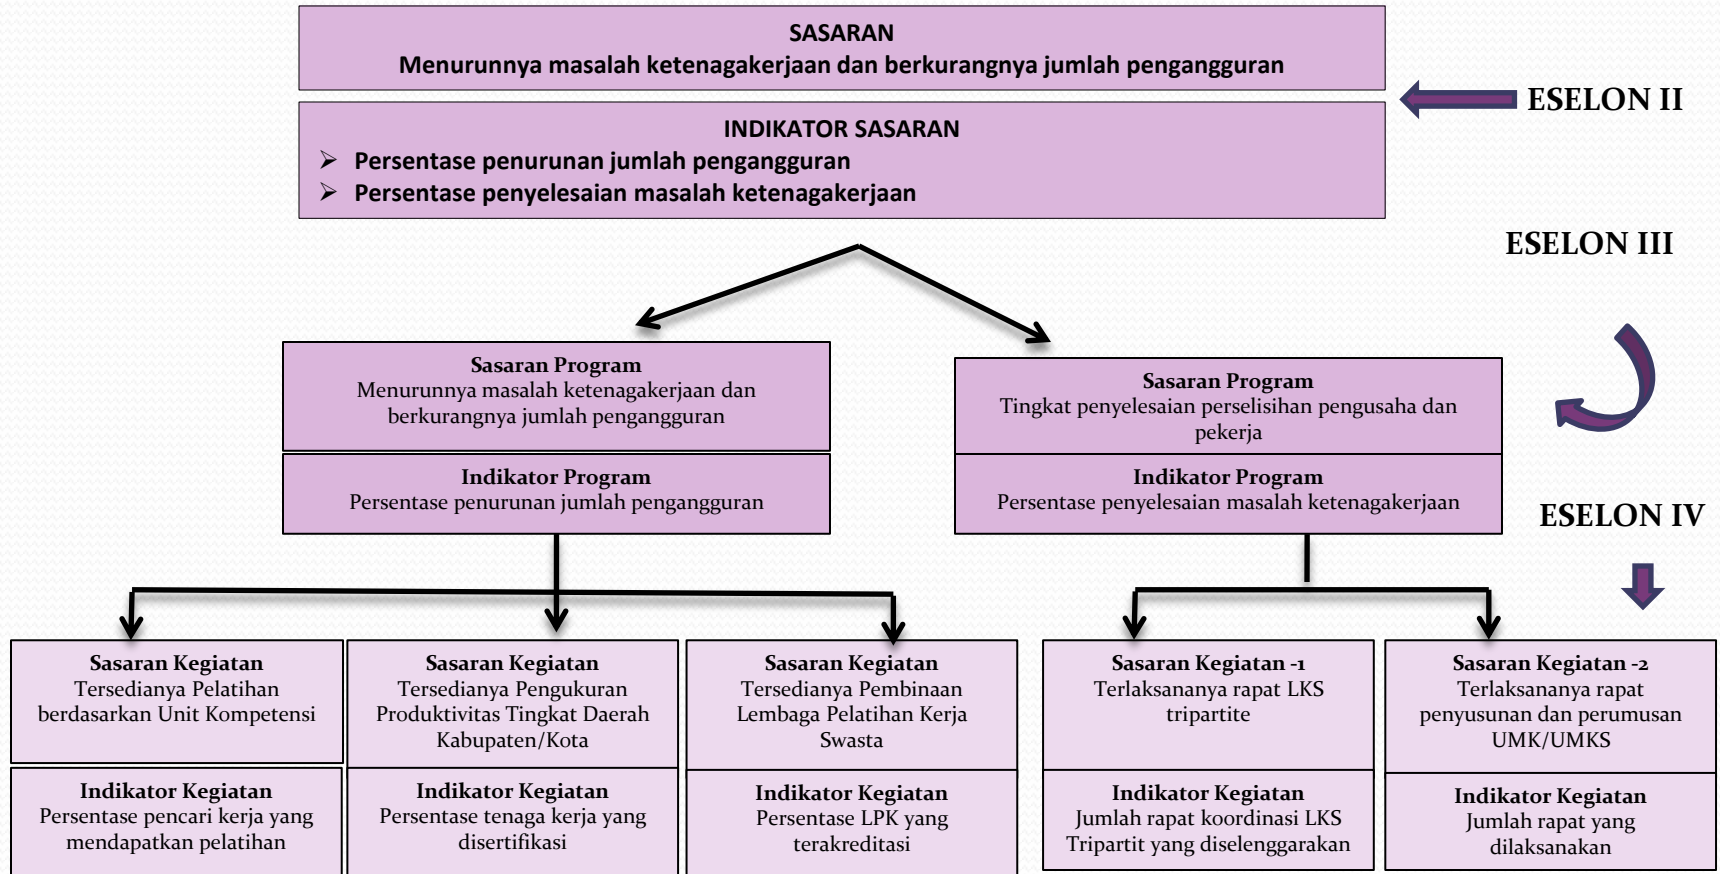 SASARAN
Menurunnya masalah ketenagakerjaan dan berkurangnya jumlah pengangguran
ESELON II
INDIKATOR SASARAN
➢ Persentase penurunan jumlah pengangguran
➢ Persentase penyelesaian masalah ketenagakerjaan
ESELON III
Sasaran Program
Menurunnya masalah ketenagakerjaan dan
berkurangnya jumlah pengangguran
Indikator Program
Persentase penurunan jumlah pengangguran
Sasaran Program
Tingkat penyelesaian perselisihan pengusaha dan
pekerja
Indikator Program
Persentase penyelesaian masalah ketenagakerjaan
ESELON IV
Sasaran Kegiatan
Tersedianya Pelatihan
berdasarkan Unit Kompetensi
Indikator Kegiatan
Persentase pencari kerja yang
mendapatkan pelatihan
Sasaran Kegiatan
Tersedianya Pengukuran
Produktivitas Tingkat Daerah
Kabupaten/Kota
Indikator Kegiatan
Persentase tenaga kerja yang
disertifikasi
Sasaran Kegiatan
Tersedianya Pembinaan
Lembaga Pelatihan Kerja
Swasta
Indikator Kegiatan
Persentase LPK yang
terakreditasi
Sasaran Kegiatan -1
Terlaksananya rapat LKS
tripartite
Indikator Kegiatan
Jumlah rapat koordinasi LKS
Tripartit yang diselenggarakan
Sasaran Kegiatan -2
Terlaksananya rapat
penyusunan dan perumusan
UMK/UMKS
Indikator Kegiatan
Jumlah rapat yang
dilaksanakan